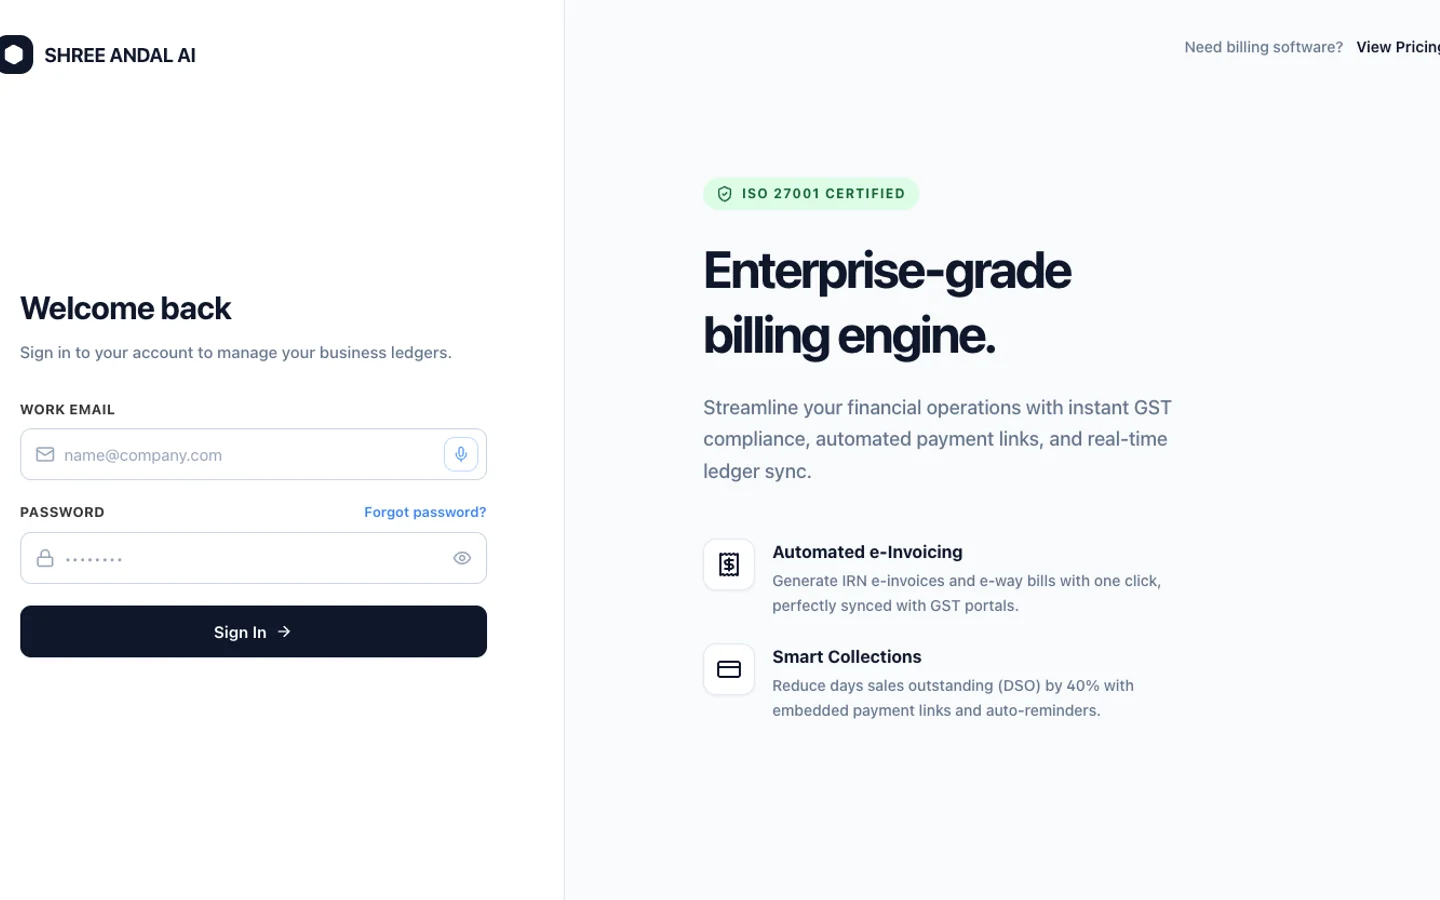 SHREE ANDAL AI
Welcome back
Sign in to your account to manage your business ledgers.
WORK EMAIL
name@company.com
PASSWORD
Forgot password?
Sign In
Need billing software?
View Pricing
ISO 27001 CERTIFIED
Enterprise-grade
billing engine.
Streamline your financial operations with instant GST
compliance, automated payment links, and real-time
ledger sync.
Automated e-Invoicing
Generate IRN e-invoices and e-way bills with one click,
perfectly synced with GST portals.
Smart Collections
Reduce days sales outstanding (DSO) by 40% with
embedded payment links and auto-reminders.